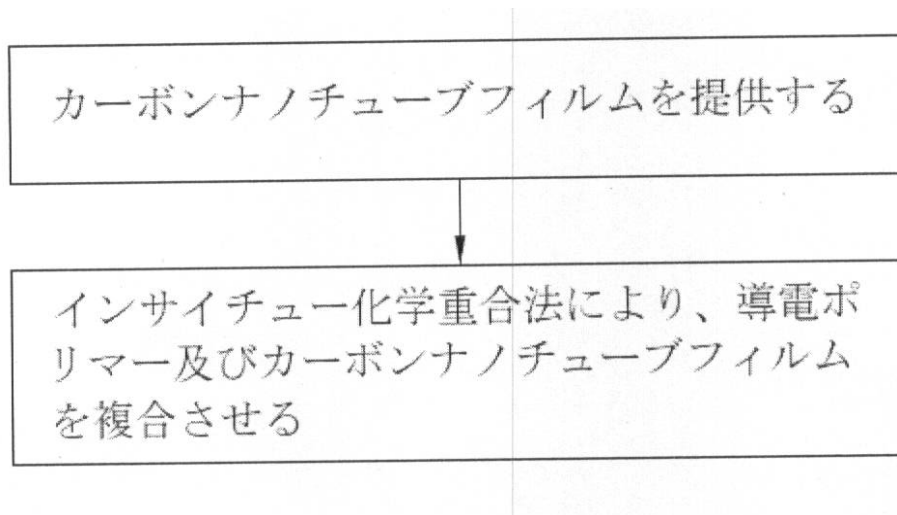 カーボンナノチューブフィルムを提供する
インサイチュー化学重合法により、導電ポ
リマー及びカーボンナノチューブフィルム
を複合させる